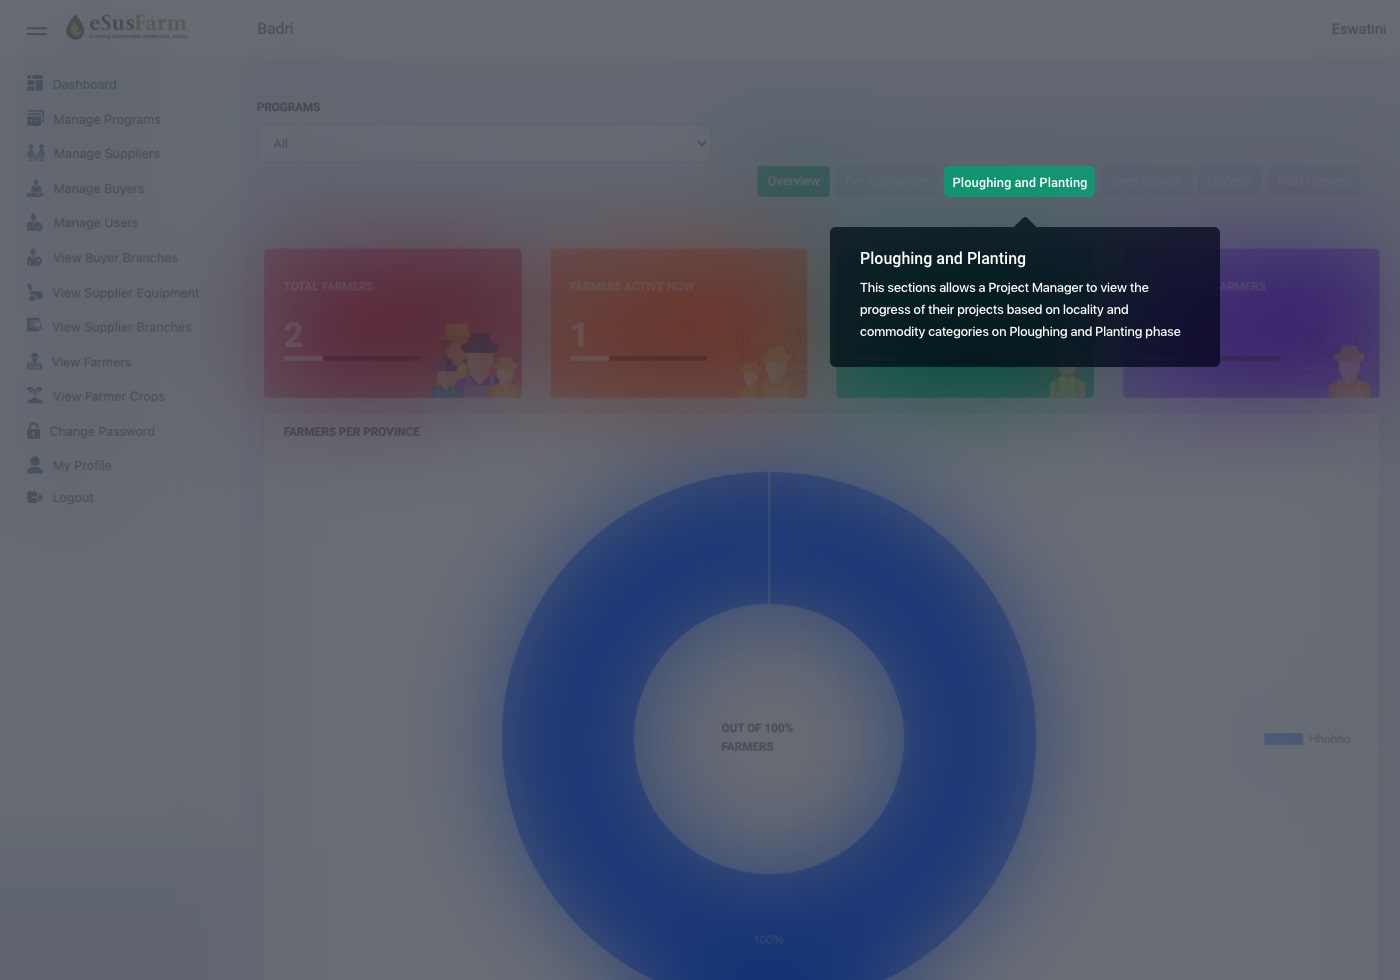 eSusFarm
Badri
Eswatini
Dashboard
Manage Programs
Manage Suppliers
Manage Buyers
Manage Users
View Buyer Branches
View Supplier Equipment
View Supplier Branches
View Farmers
View Farmer Crops
Change Password
My Profile
Logout
PROGRAMS
All
Overview
Pre Cultivation
Ploughing and Planting
Crop Growth
Harvest
Post Harvest
Ploughing and Planting
This sections allows a Project Manager to view the
progress of their projects based on locality and
commodity categories on Ploughing and Planting phase
TOTAL FARMERS
2
FARMERS ACTIVE NOW
1
ARMERS
FARMERS PER PROVINCE
OUT OF 100%
FARMERS
Hhohho
100%